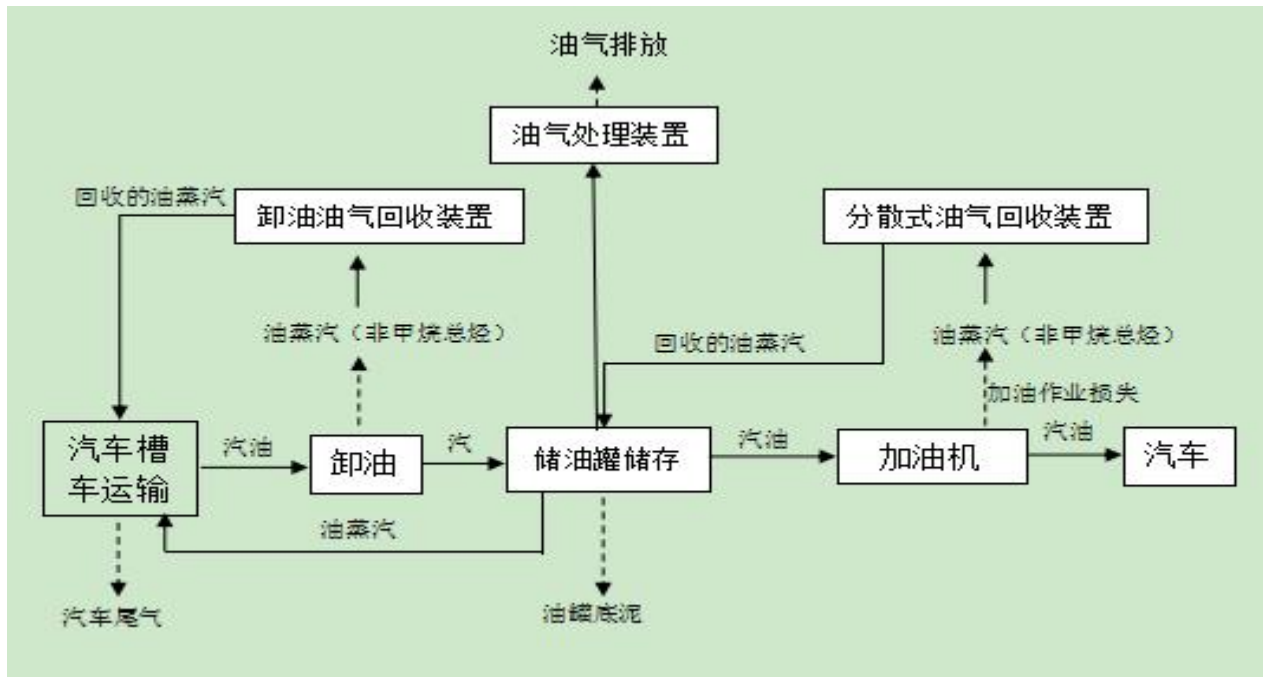 油气排放
油气处理装置
回收的油蒸汽
卸油油气回收装置
分散式油气回收装置
油蒸汽（非甲烷总烃）
回收的油蒸汽
油蒸汽（非甲烷总烃）
加油作业损失
汽车槽
车运输
汽油
卸油
汽
储油罐储存
汽油
加油机
汽油
汽车
油蒸汽
汽车尾气
油罐底泥